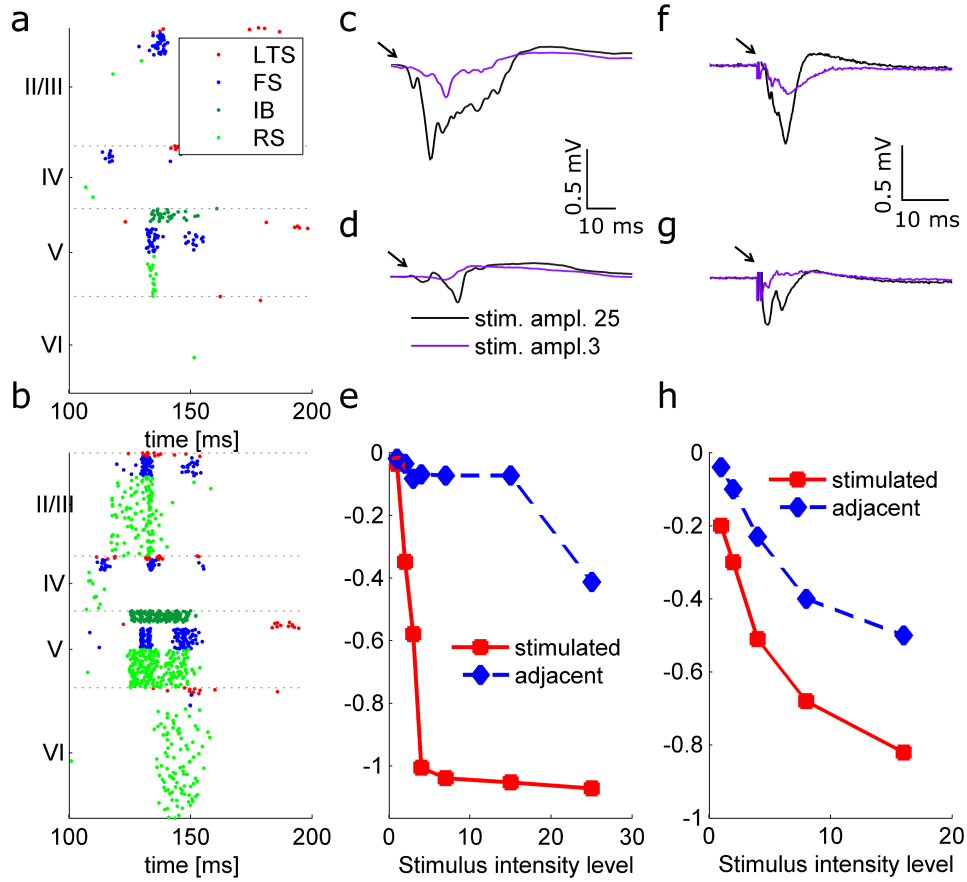 a
LTS
FS
IB
RS
II/III
IV
V
VI
100
150
200
time [ms]
b
II/III
IV
V
VI
100
150
200
time [ms]
c
0.5 mV
10 ms
d
stim. ampl. 25
stim. ampl.3
e
0
-0.2
-0.4
-0.6
-0.8
-1
stimulated
adjacent
0
10
20
30
Stimulus intensity level
f
0.5 mV
10 ms
g
h
0
-0.2
-0.4
-0.6
-0.8
-1
stimulated
adjacent
0
10
20
Stimulus intensity level